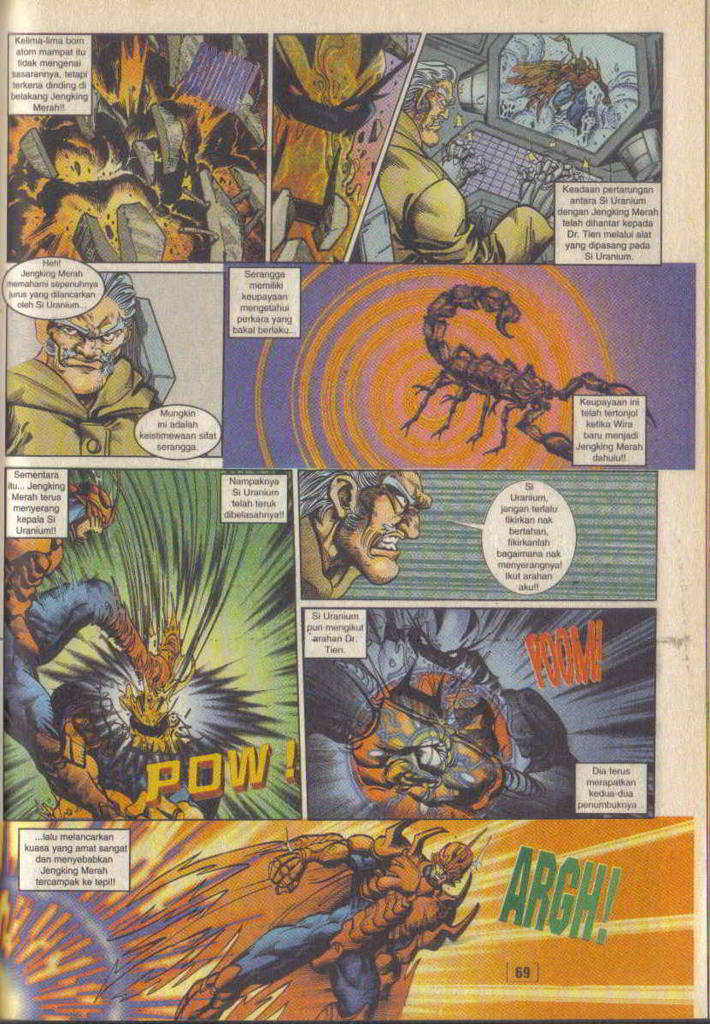 Kelima-lima bom
atom mampat itu
tidak mengenai
sasarannya, tetapi
terkena dinding di
belakang Jengking
Merah!!
Keadaan pertarungan
antara Si Uranium
dengan Jengking Merah
telah dihantar kepada
Dr. Tien melalui alat
yang dipasang pada
Si Uranium.
Heh!
Jengking Merah
memahami sepenuhnya
jurus yang dilancarkan
oleh Si Uranium...
Mungkin
ini adalah
keistimewaan sifat
serangga.
Serangga
memiliki
keupayaan
mengetahui
perkara yang
bakal berlaku...
Keupayaan ini
telah tertonjol
ketika Wira
baru menjadi
Jengking Merah
dahulu!!
Sementara
itu... Jengking
Merah terus
menyerang
kepala Si
Uranium!!
Nampaknya
Si Uranium
telah teruk
dibelasahnya!!
POW!
Si
Uranium,
jangan terlalu
fikirkan nak
bertahan,
fikirkanlah
bagaimana nak
menyerangnya!
Ikut arahan
aku!!
Si Uranium
pun mengikut
arahan Dr.
Tien.
POOM!
Dia terus
merapatkan
kedua-dua
penumbuknya...
...lalu melancarkan
kuasa yang amat sangat
dan menyebabkan
Jengking Merah
tercampak ke tepi!!
ARGH!
69